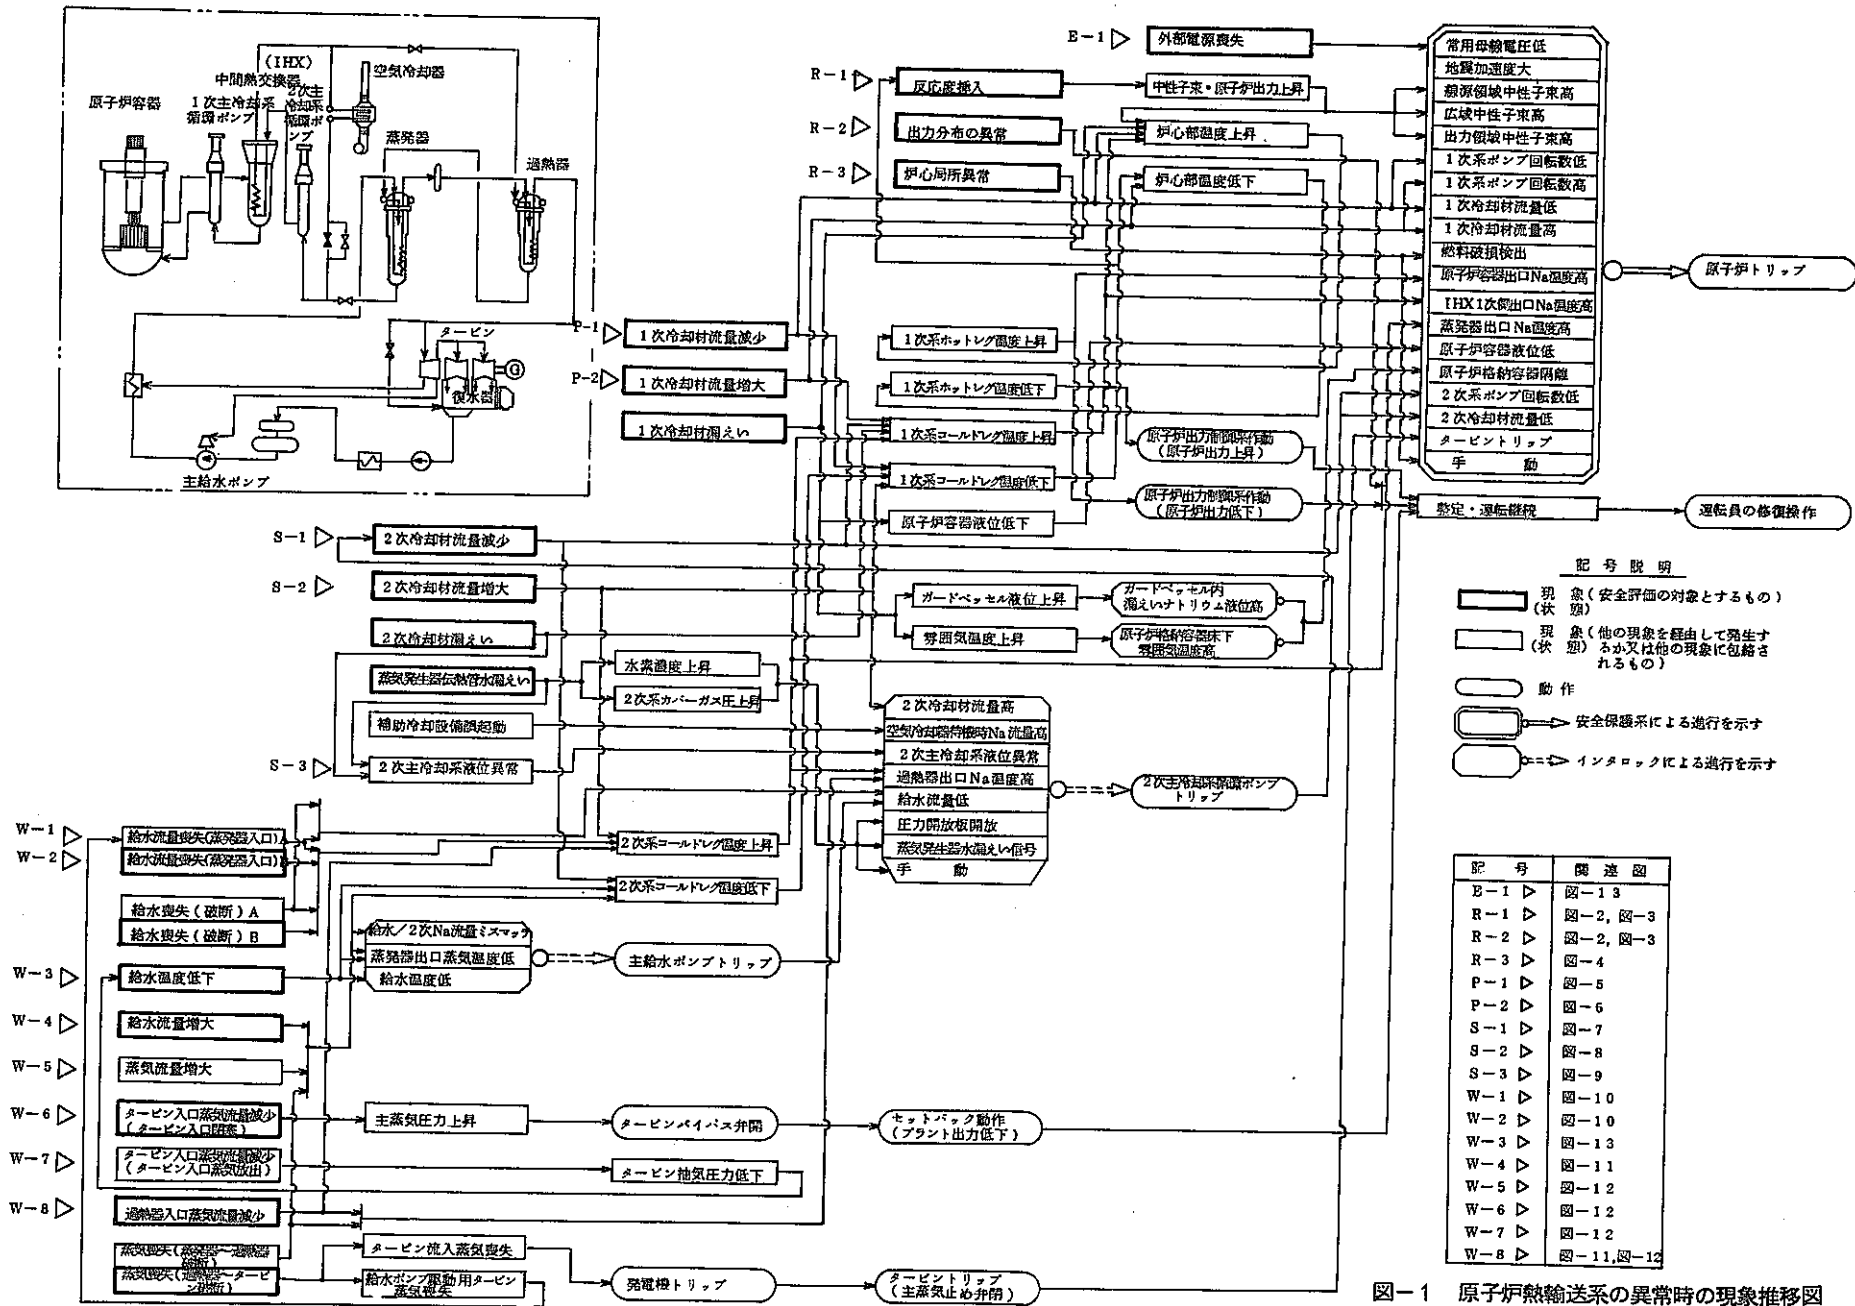 (IHX)
中間熱交換器
空気冷却器
原子炉容器
1次主冷却系
循環ポンプ
2次主
冷却系
循環ポ
ンプ
蒸発器
過熱器
タービン
G
復水器
主給水ポンプ
E-1
外部電源喪失
R-1
反応度挿入
中性子束・原子炉出力上昇
R-2
出力分布の異常
炉心部温度上昇
R-3
炉心局所異常
炉心部温度低下
常用母線電圧低
地震加速度大
線源領域中性子束高
広域中性子束高
出力領域中性子束高
1次系ポンプ回転数低
1次系ポンプ回転数高
1次冷却材流量低
1次冷却材流量高
燃料破損検出
原子炉容器出口Na温度高
IHX1次側出口Na温度高
蒸発器出口Na温度高
原子炉容器液位低
原子炉格納容器隔離
2次系ポンプ回転数低
2次冷却材流量低
タービントリップ
手 動
原子炉トリップ
P-1
1次冷却材流量減少
P-2
1次冷却材流量増大
1次冷却材漏えい
1次系ホットレグ温度上昇
1次系ホットレグ温度低下
1次系コールドレグ温度上昇
1次系コールドレグ温度低下
原子炉容器液位低下
原子炉出力制御系作動
(原子炉出力上昇)
原子炉出力制御系作動
(原子炉出力低下)
整定・運転継続
運転員の修復操作
S-1
2次冷却材流量減少
S-2
2次冷却材流量増大
2次冷却材漏えい
蒸気発生器伝熱管水漏えい
水素濃度上昇
2次系カバーガス圧上昇
補助冷却設備誤起動
S-3
2次主冷却系液位異常
ガードベッセル液位上昇
ガードベッセル内
漏えいナトリウム液位高
雰囲気温度上昇
原子炉格納容器床下
雰囲気温度高
2次冷却材流量高
空気冷却器待機時Na流量高
2次主冷却系液位異常
過熱器出口Na温度高
給水流量低
圧力開放板開放
蒸気発生器水漏えい信号
手 動
2次主冷却系循環ポンプ
トリップ
記号説明
現 象(安全評価の対象とするもの)
(状 態)
現 象(他の現象を経由して発生す
(状 態) るか又は他の現象に包絡さ
れるもの)
動作
安全保護系による進行を示す
インタロックによる進行を示す
W-1
給水流量喪失(蒸発器入口)A
W-2
給水流量喪失(蒸発器入口)B
給水喪失(破断)A
給水喪失(破断)B
2次系コールドレグ温度上昇
2次系コールドレグ温度低下
給水/2次Na流量ミスマッチ
蒸発器出口蒸気温度低
給水温度低
主給水ポンプトリップ
W-3
給水温度低下
W-4
給水流量増大
W-5
蒸気流量増大
W-6
タービン入口蒸気流量減少
(タービン入口閉塞)
主蒸気圧力上昇
タービンバイパス弁開
セットバック動作
(プラント出力低下)
W-7
タービン入口蒸気流量減少
(タービン入口蒸気放出)
タービン抽気圧力低下
W-8
過熱器入口蒸気流量減少
蒸気喪失(蒸発器~過熱器
破断)
蒸気喪失(過熱器~タービ
ン破断)
タービン流入蒸気喪失
給水ポンプ駆動用タービン
蒸気喪失
発電機トリップ
タービントリップ
(主蒸気止め弁閉)
記 号 関 連 図
E-1 ▷ 図-13
R-1 ▷ 図-2, 図-3
R-2 ▷ 図-2, 図-3
R-3 ▷ 図-4
P-1 ▷ 図-5
P-2 ▷ 図-6
S-1 ▷ 図-7
S-2 ▷ 図-8
S-3 ▷ 図-9
W-1 ▷ 図-10
W-2 ▷ 図-10
W-3 ▷ 図-13
W-4 ▷ 図-11
W-5 ▷ 図-12
W-6 ▷ 図-12
W-7 ▷ 図-12
W-8 ▷ 図-11,図-12
図-1 原子炉熱輸送系の異常時の現象推移図